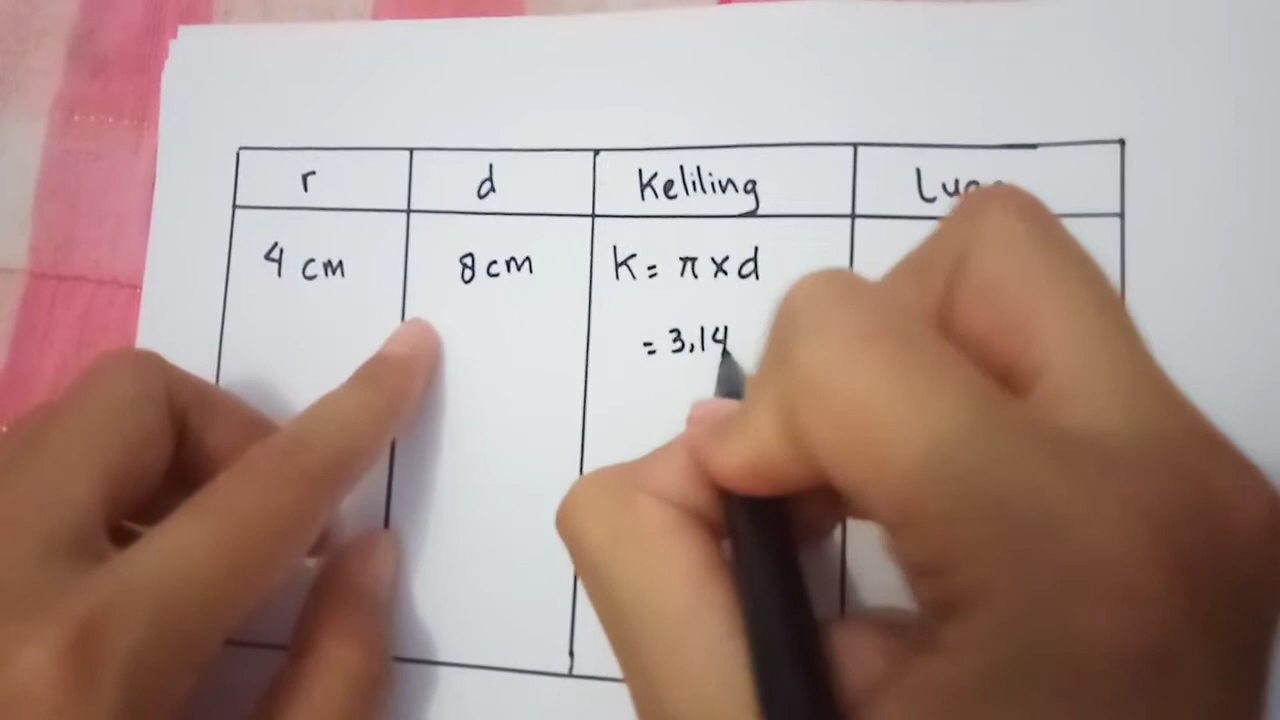 r d Keliling
4 cm 8 cm K = π x d
= 3,14